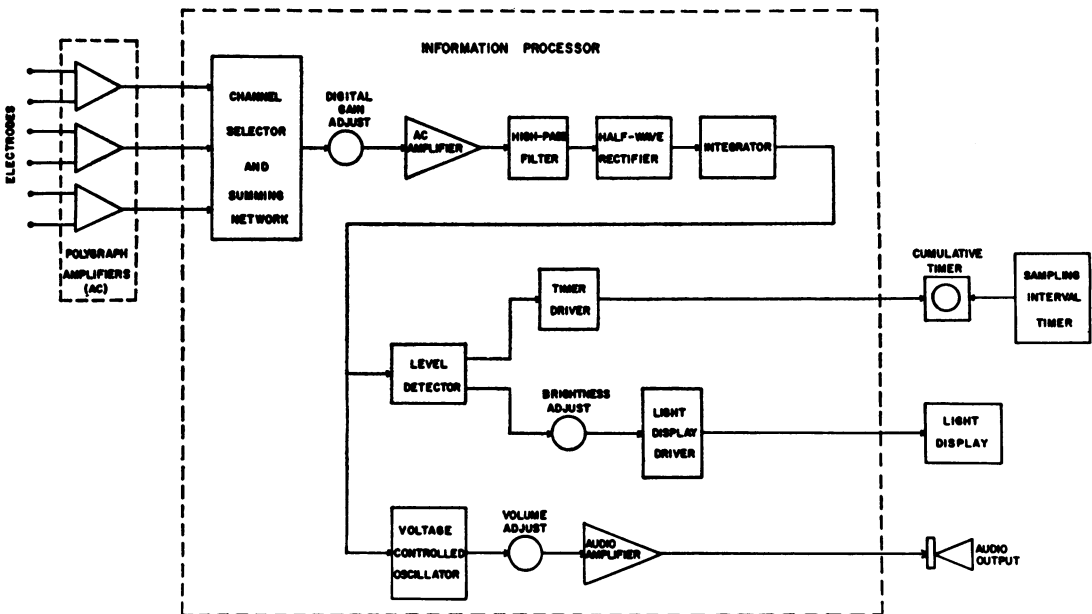 INFORMATION PROCESSOR
ELECTRODES
POLYGRAPH
AMPLIFIERS
(AC)
CHANNEL
SELECTOR
AND
SUMMING
NETWORK
DIGITAL
GAIN
ADJUST
AC
AMPLIFIER
HIGH-PASS
FILTER
HALF-WAVE
RECTIFIER
INTEGRATOR
TIMER
DRIVER
CUMULATIVE
TIMER
SAMPLING
INTERVAL
TIMER
LEVEL
DETECTOR
BRIGHTNESS
ADJUST
LIGHT
DISPLAY
DRIVER
LIGHT
DISPLAY
VOLTAGE
CONTROLLED
OSCILLATOR
VOLUME
ADJUST
AUDIO
AMPLIFIER
AUDIO
OUTPUT